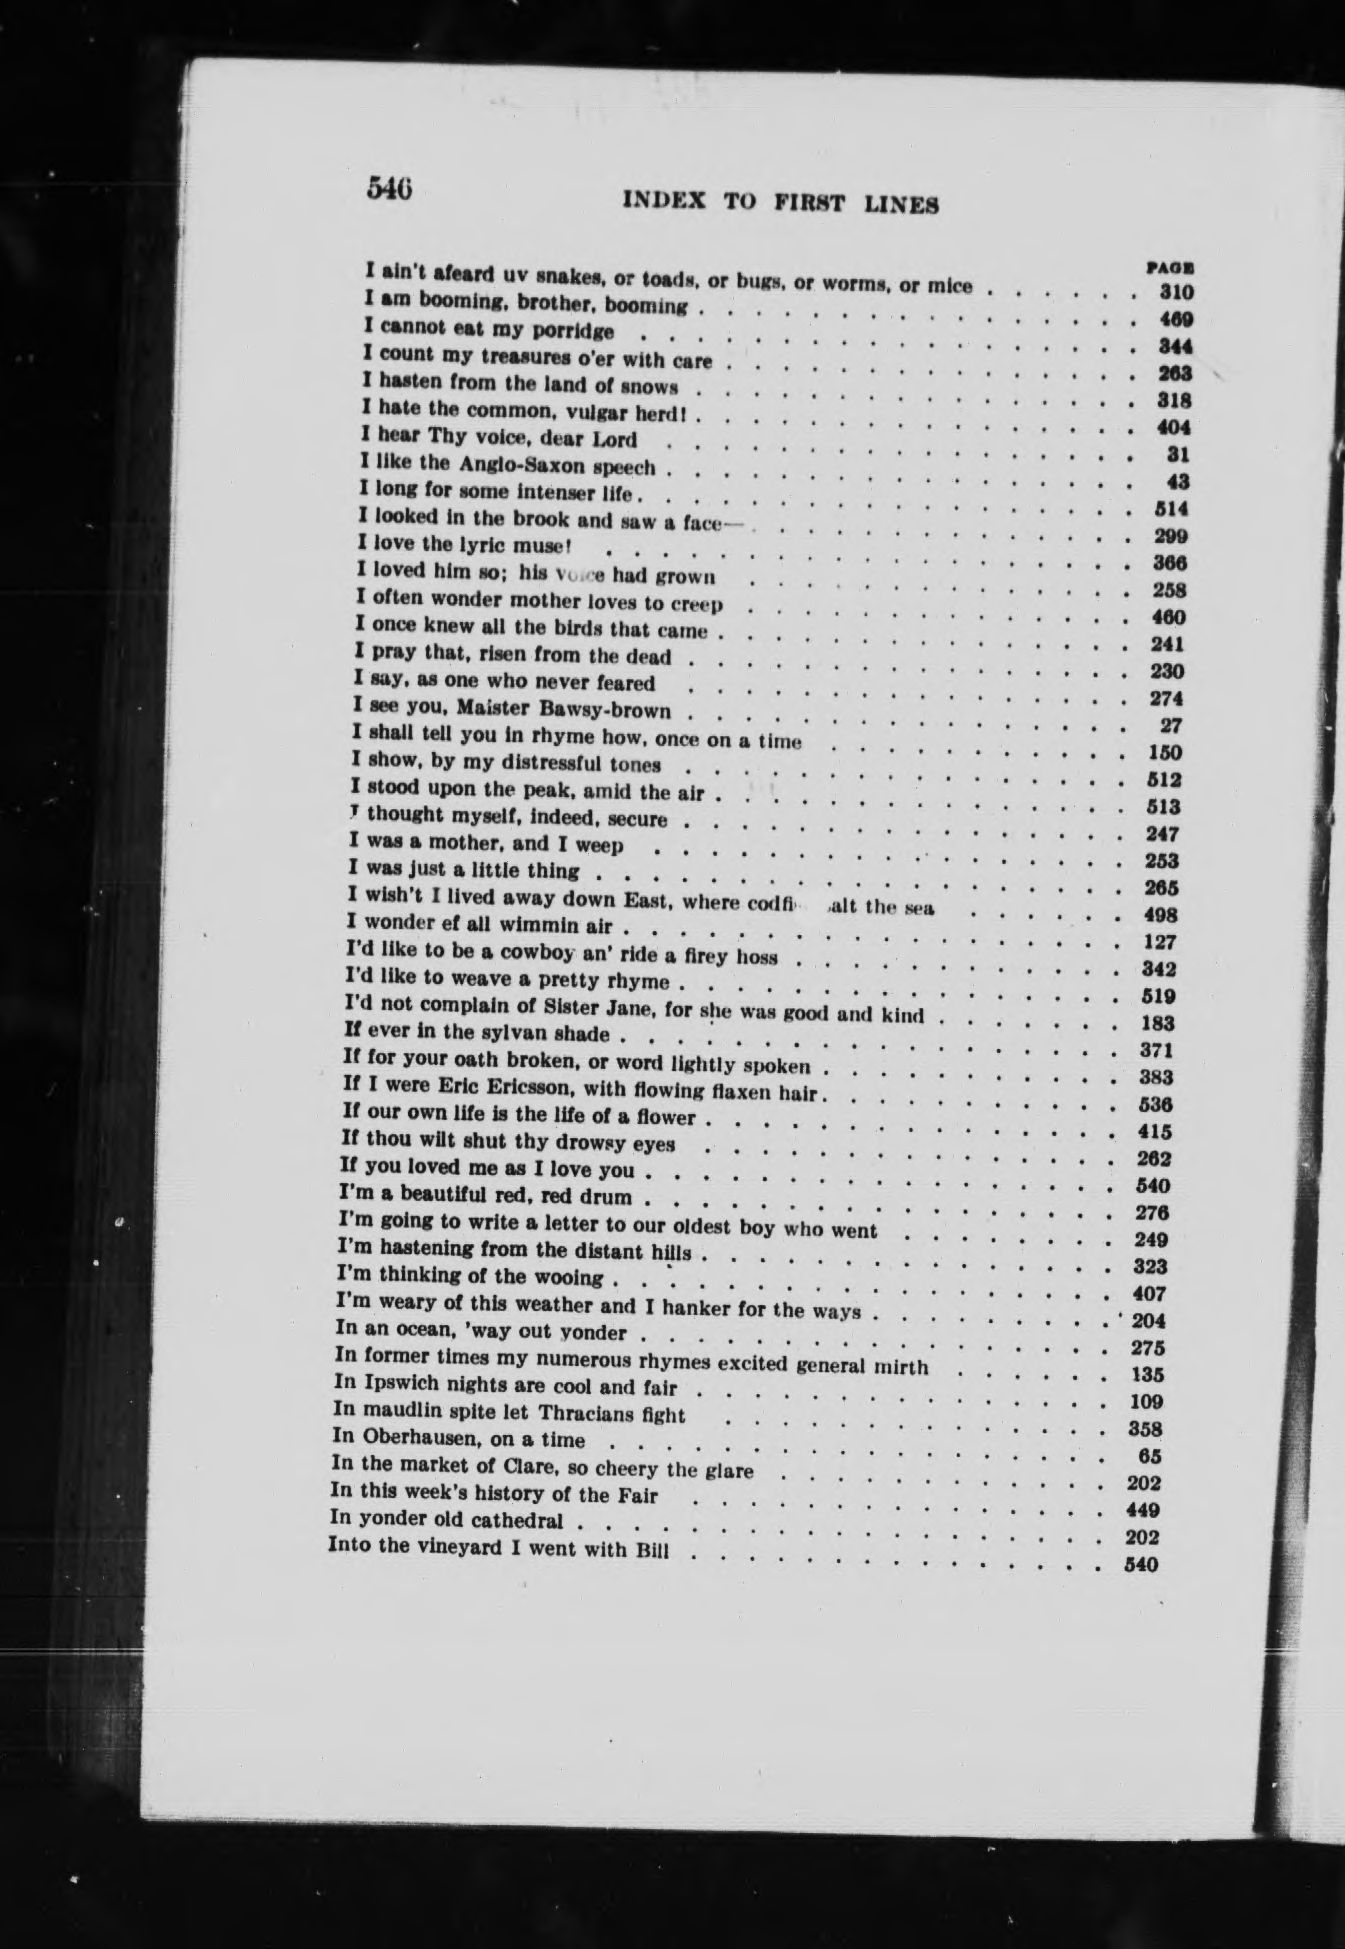 546
INDEX TO FIRST LINES
PAGE
I ain't afeard uv snakes, or toads, or bugs, or worms, or mice . . . . . . 310
I am booming, brother, booming . . . . . . . . . . . . . . . . 469
I cannot eat my porridge . . . . . . . . . . . . . . . . . . 344
I count my treasures o'er with care . . . . . . . . . . . . . . . 263
I hasten from the land of snows . . . . . . . . . . . . . . . . 318
I hate the common, vulgar herd! . . . . . . . . . . . . . . . . 404
I hear Thy voice, dear Lord . . . . . . . . . . . . . . . . . 31
I like the Anglo-Saxon speech . . . . . . . . . . . . . . . . . 43
I long for some intenser life . . . . . . . . . . . . . . . . . . 514
I looked in the brook and saw a face— . . . . . . . . . . . . . . 299
I love the lyric muse! . . . . . . . . . . . . . . . . . . . 366
I loved him so; his voice had grown . . . . . . . . . . . . . . 258
I often wonder mother loves to creep . . . . . . . . . . . . . . 460
I once knew all the birds that came . . . . . . . . . . . . . . . 241
I pray that, risen from the dead . . . . . . . . . . . . . . . . 230
I say, as one who never feared . . . . . . . . . . . . . . . . 274
I see you, Maister Bawsy-brown . . . . . . . . . . . . . . . . 27
I shall tell you in rhyme how, once on a time . . . . . . . . . . . 150
I show, by my distressful tones . . . . . . . . . . . . . . . . 512
I stood upon the peak, amid the air . . . . . . . . . . . . . . . 513
I thought myself, indeed, secure . . . . . . . . . . . . . . . . 247
I was a mother, and I weep . . . . . . . . . . . . . . . . . 253
I was just a little thing . . . . . . . . . . . . . . . . . . . 265
I wish't I lived away down East, where codfi alt the sea . . . . . . 498
I wonder ef all wimmin air . . . . . . . . . . . . . . . . . . 127
I'd like to be a cowboy an' ride a firey hoss . . . . . . . . . . . . 342
I'd like to weave a pretty rhyme . . . . . . . . . . . . . . . . 519
I'd not complain of Sister Jane, for she was good and kind . . . . . . . 183
If ever in the sylvan shade . . . . . . . . . . . . . . . . . . 371
If for your oath broken, or word lightly spoken . . . . . . . . . . . 383
If I were Eric Ericsson, with flowing flaxen hair . . . . . . . . . . . 536
If our own life is the life of a flower . . . . . . . . . . . . . . . 415
If thou wilt shut thy drowsy eyes . . . . . . . . . . . . . . . 262
If you loved me as I love you . . . . . . . . . . . . . . . . . 540
I'm a beautiful red, red drum . . . . . . . . . . . . . . . . . 276
I'm going to write a letter to our oldest boy who went . . . . . . . . 249
I'm hastening from the distant hills . . . . . . . . . . . . . . . 323
I'm thinking of the wooing . . . . . . . . . . . . . . . . . . 407
I'm weary of this weather and I hanker for the ways . . . . . . . . . 204
In an ocean, 'way out yonder . . . . . . . . . . . . . . . . . 275
In former times my numerous rhymes excited general mirth . . . . . . 135
In Ipswich nights are cool and fair . . . . . . . . . . . . . . . 109
In maudlin spite let Thracians fight . . . . . . . . . . . . . . 358
In Oberhausen, on a time . . . . . . . . . . . . . . . . . . 65
In the market of Clare, so cheery the glare . . . . . . . . . . . . 202
In this week's history of the Fair . . . . . . . . . . . . . . . 449
In yonder old cathedral . . . . . . . . . . . . . . . . . . . 202
Into the vineyard I went with Bill . . . . . . . . . . . . . . . 540